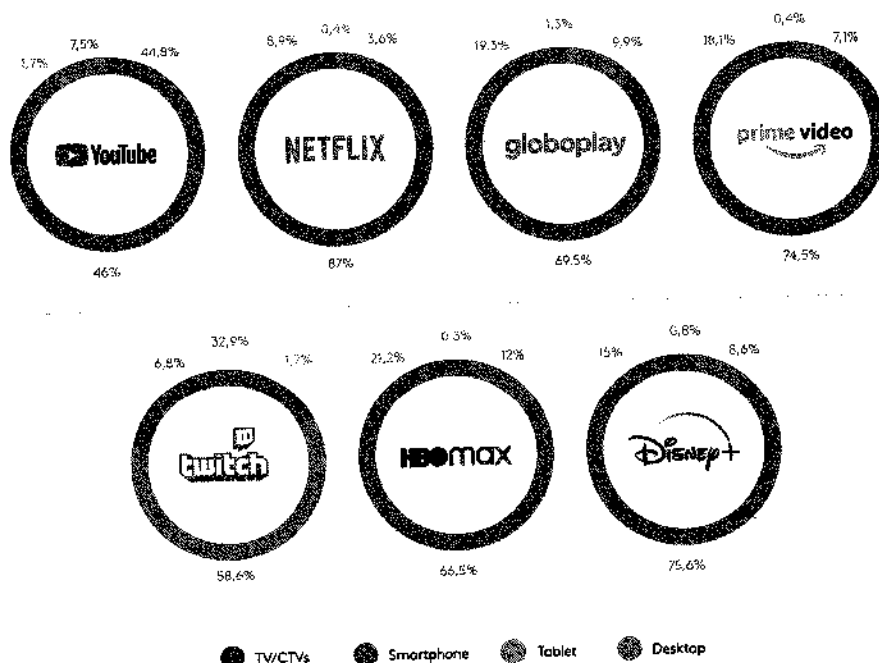 7,5% 44,8%
1,7%
YouTube
46%
0,4%
8,9% 3,6%
NETFLIX
87%
1,3%
19,3% 9,9%
globoplay
69,5%
0,4%
18,1% 7,1%
prime video
74,5%
32,9%
6,8% 1,7%
twitch
58,6%
0,3%
21,2% 12%
HBOmax
66,5%
0,8%
15% 8,6%
Disney+
75,6%
TV/CTVs Smartphone Tablet Desktop